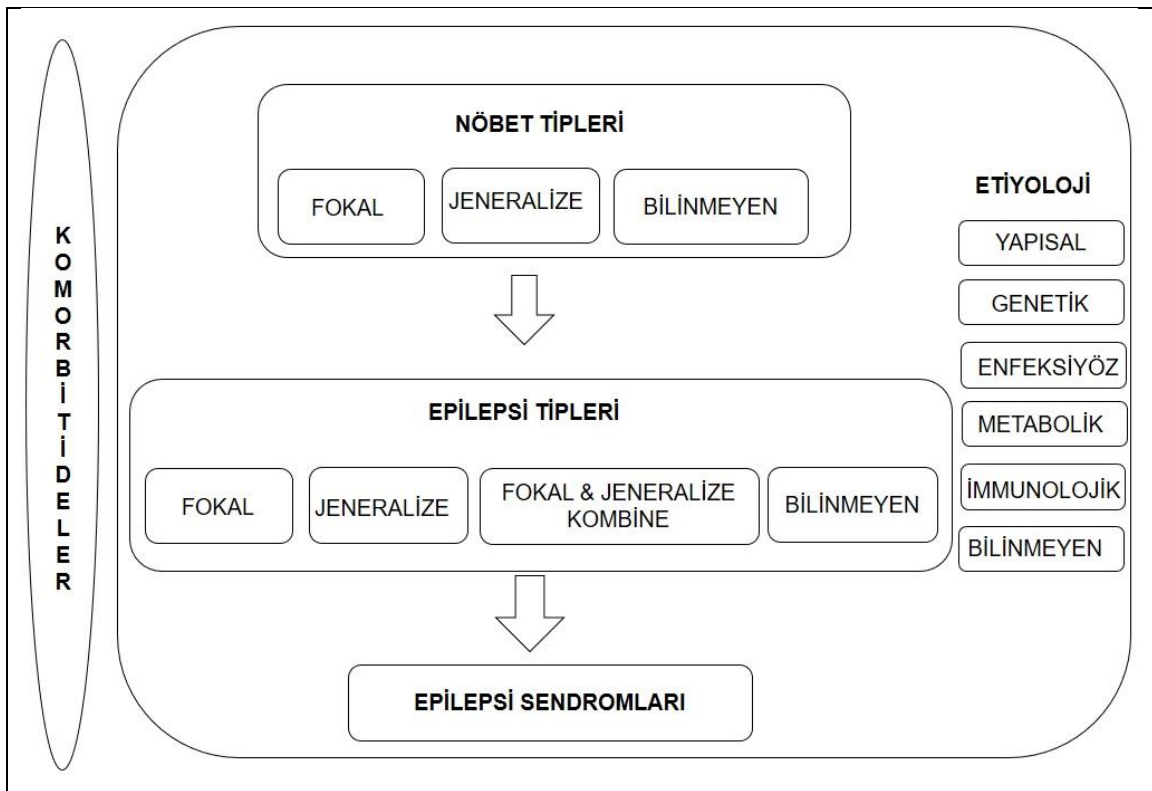 KOMORBİTİDELER
NÖBET TİPLERİ
FOKAL
JENERALİZE
BİLİNMEYEN
EPİLEPSİ TİPLERİ
FOKAL
JENERALİZE
FOKAL & JENERALİZE
KOMBİNE
BİLİNMEYEN
EPİLEPSİ SENDROMLARI
ETİYOLOJİ
YAPISAL
GENETİK
ENFEKSİYÖZ
METABOLİK
İMMUNOLOJİK
BİLİNMEYEN